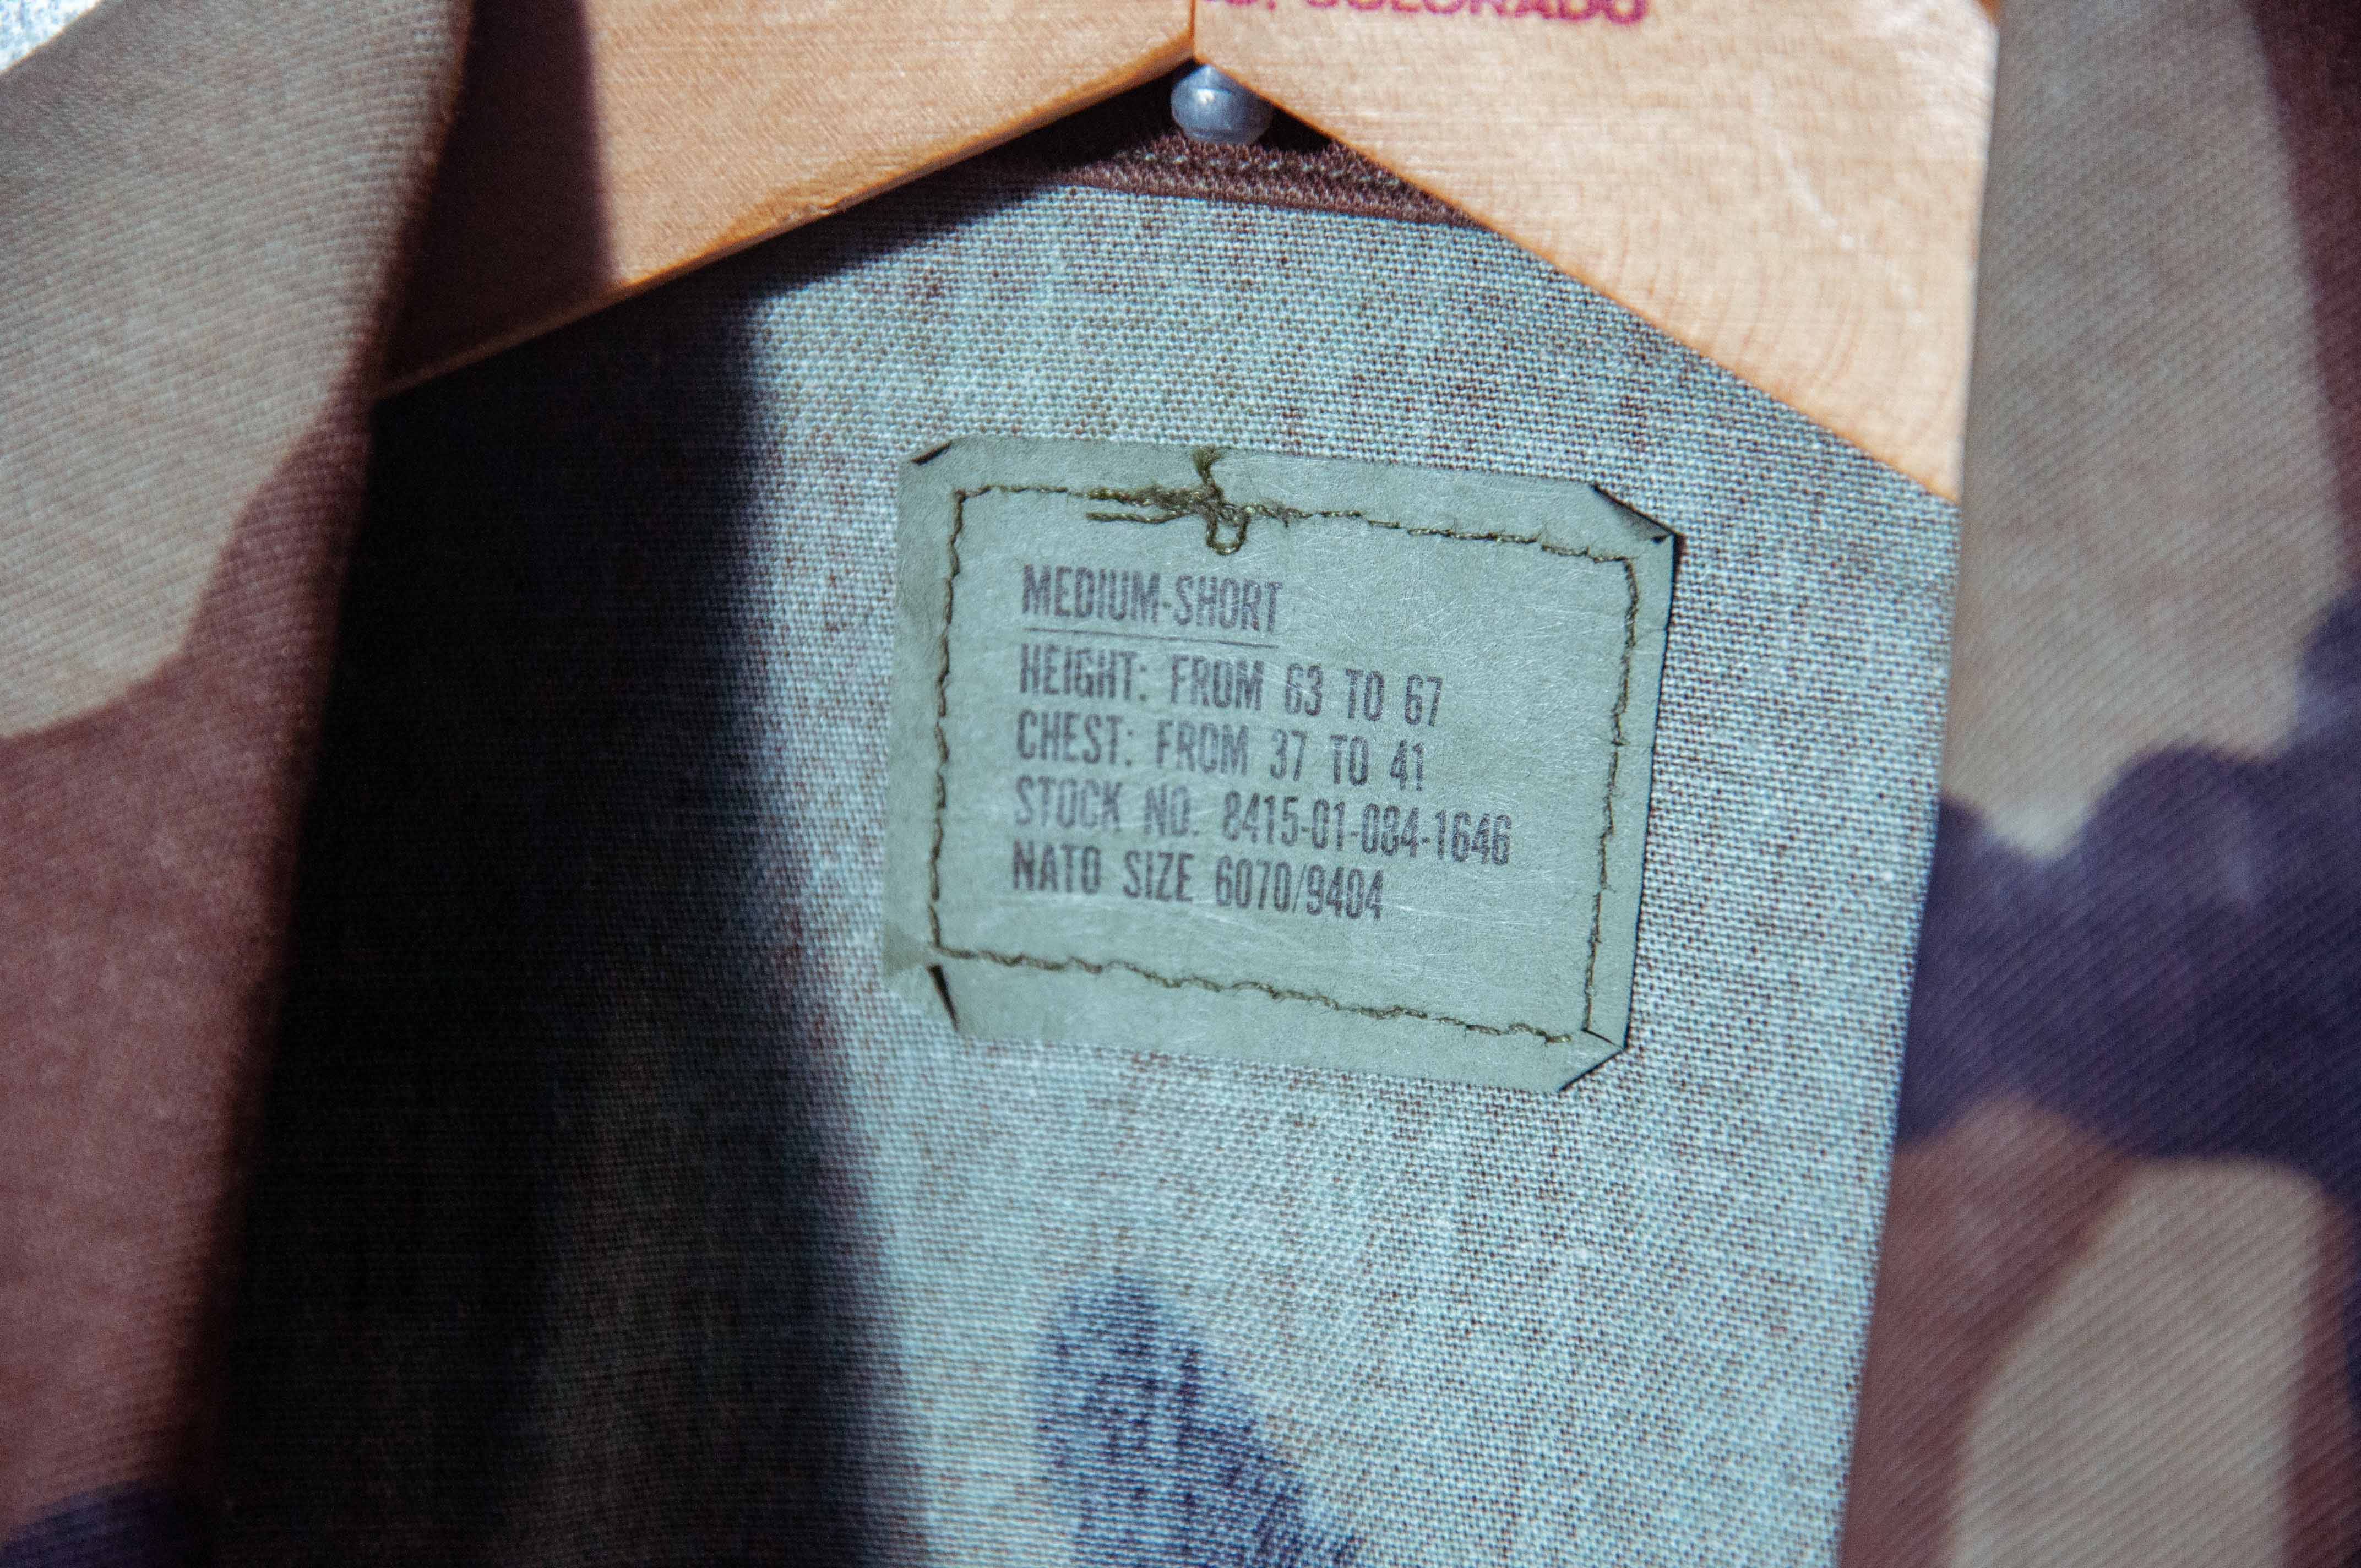 COLORADO
MEDIUM-SHORT
HEIGHT: FROM 63 TO 67
CHEST: FROM 37 TO 41
STOCK NO. 8415-01-084-1646
NATO SIZE 6070/9404